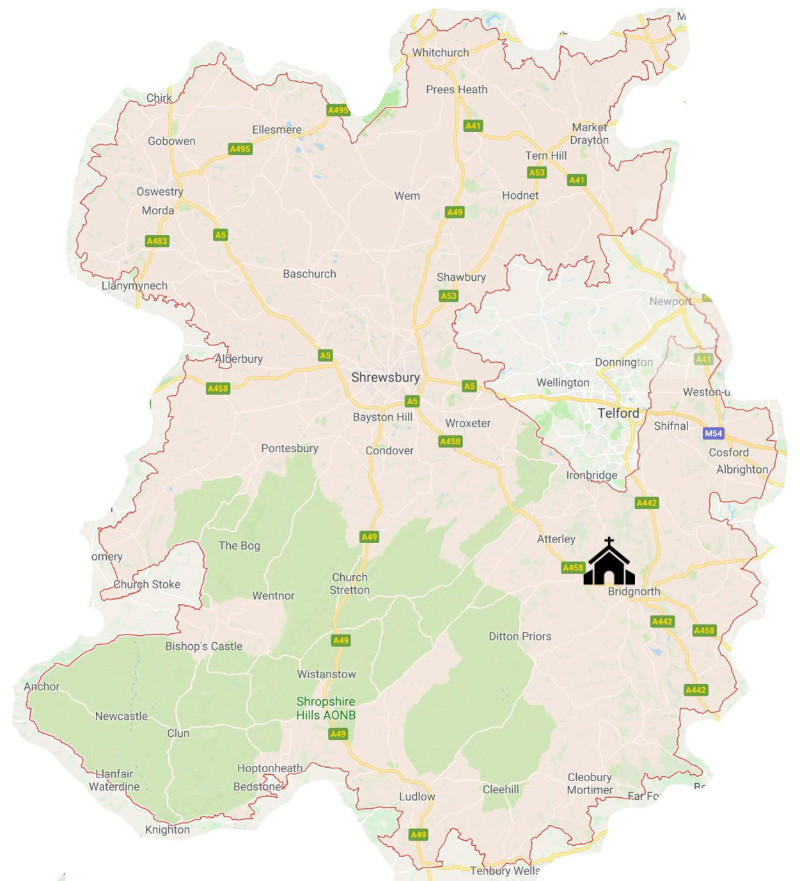 M
Whitchurch
Prees Heath
Chirk
A495
Ellesmere
A41
Market
Drayton
Gobowen
A495
Tern Hill
A53
A41
Oswestry
Morda
Wem
Hodnet
A49
A483
A5
Baschurch
Shawbury
Llanymynech
A53
Newport
Alberbury
A5
Donnington
A41
A458
Shrewsbury
A5
Wellington
Weston-u
A5
Bayston Hill
Wroxeter
Telford
Shifnal
M54
Pontesbury
Condover
A458
Cosford
Albrighton
Ironbridge
A442
The Bog
A49
Atterley
omery
Church Stoke
Church
Stretton
A458
Wentnor
Bridgnorth
A442
A458
Bishop's Castle
A49
Ditton Priors
Anchor
Wistanstow
A442
Newcastle
Shropshire
Hills AONB
Clun
A49
Llanfair
Waterdine
Hoptonheath
Bedstone
Ludlow
Cleehill
Cleobury
Mortimer
Far Fo
Knighton
A49
Tenbury Wells